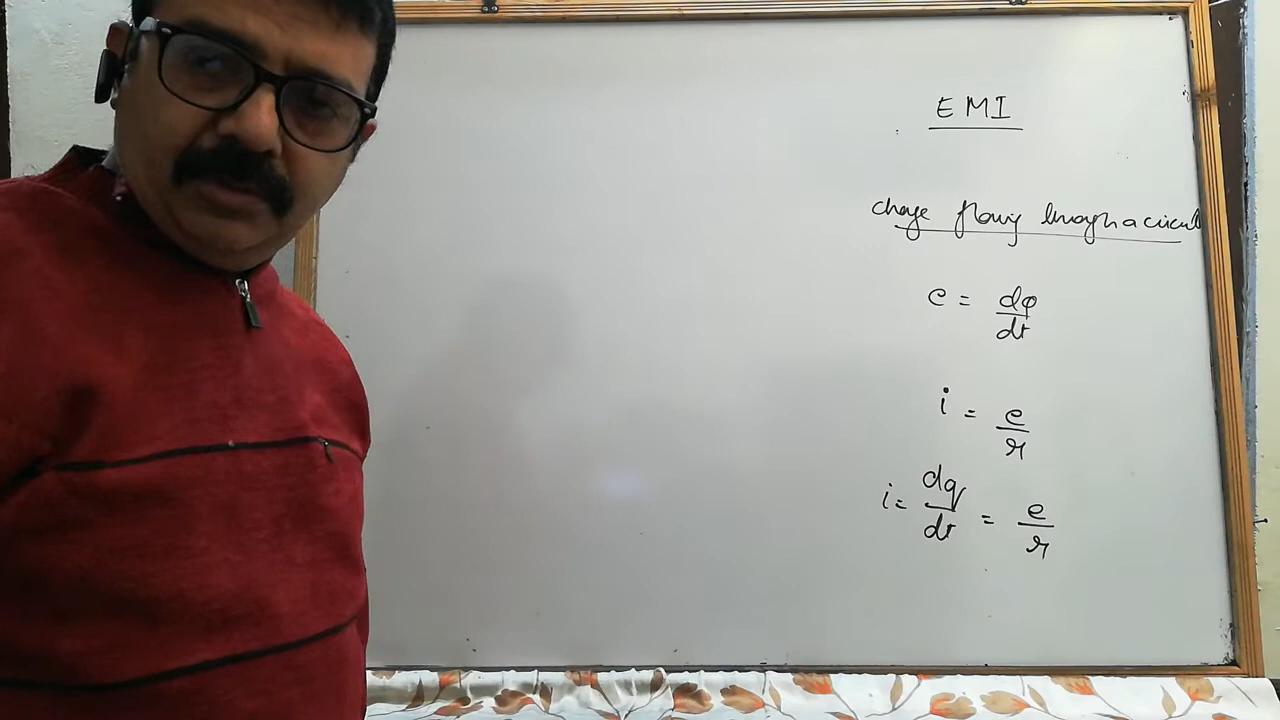 EMI
charge flowing through a circuit
e = dφ/dt
i = e/r
i = dq/dt = e/r